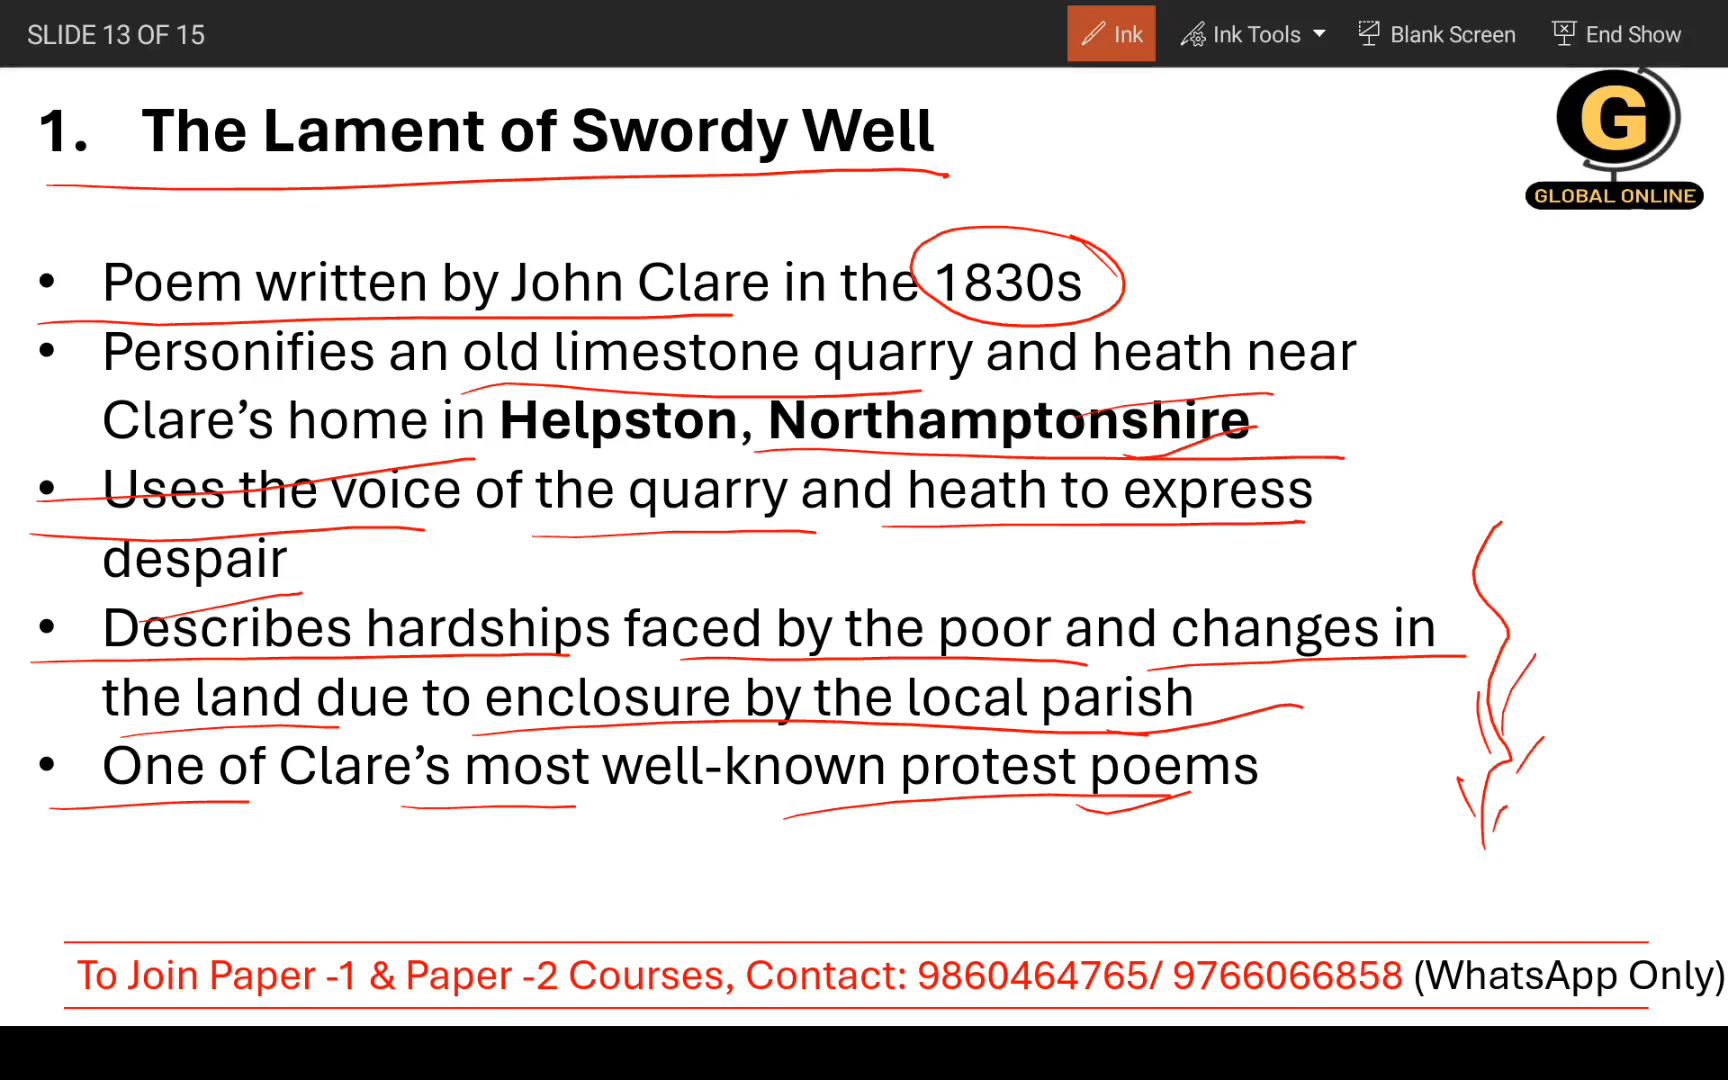 SLIDE 13 OF 15
Ink
Ink Tools
Blank Screen
End Show
G
GLOBAL ONLINE
1. The Lament of Swordy Well
• Poem written by John Clare in the 1830s
• Personifies an old limestone quarry and heath near
Clare’s home in Helpston, Northamptonshire
• Uses the voice of the quarry and heath to express
despair
• Describes hardships faced by the poor and changes in
the land due to enclosure by the local parish
• One of Clare’s most well-known protest poems
To Join Paper -1 & Paper -2 Courses, Contact: 9860464765/ 9766066858 (WhatsApp Only)